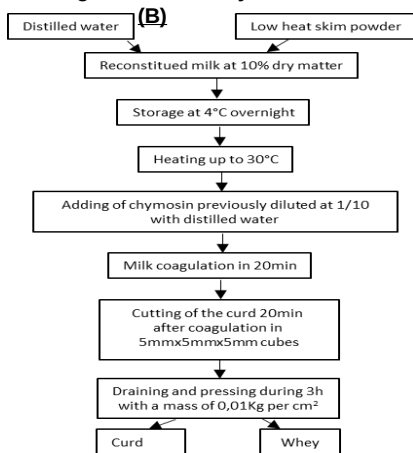 (B)
Distilled water
Low heat skim powder
Reconstitued milk at 10% dry matter
Storage at 4°C overnight
Heating up to 30°C
Adding of chymosin previously diluted at 1/10
with distilled water
Milk coagulation in 20min
Cutting of the curd 20min
after coagulation in
5mmx5mmx5mm cubes
Draining and pressing during 3h
with a mass of 0,01Kg per cm²
Curd
Whey